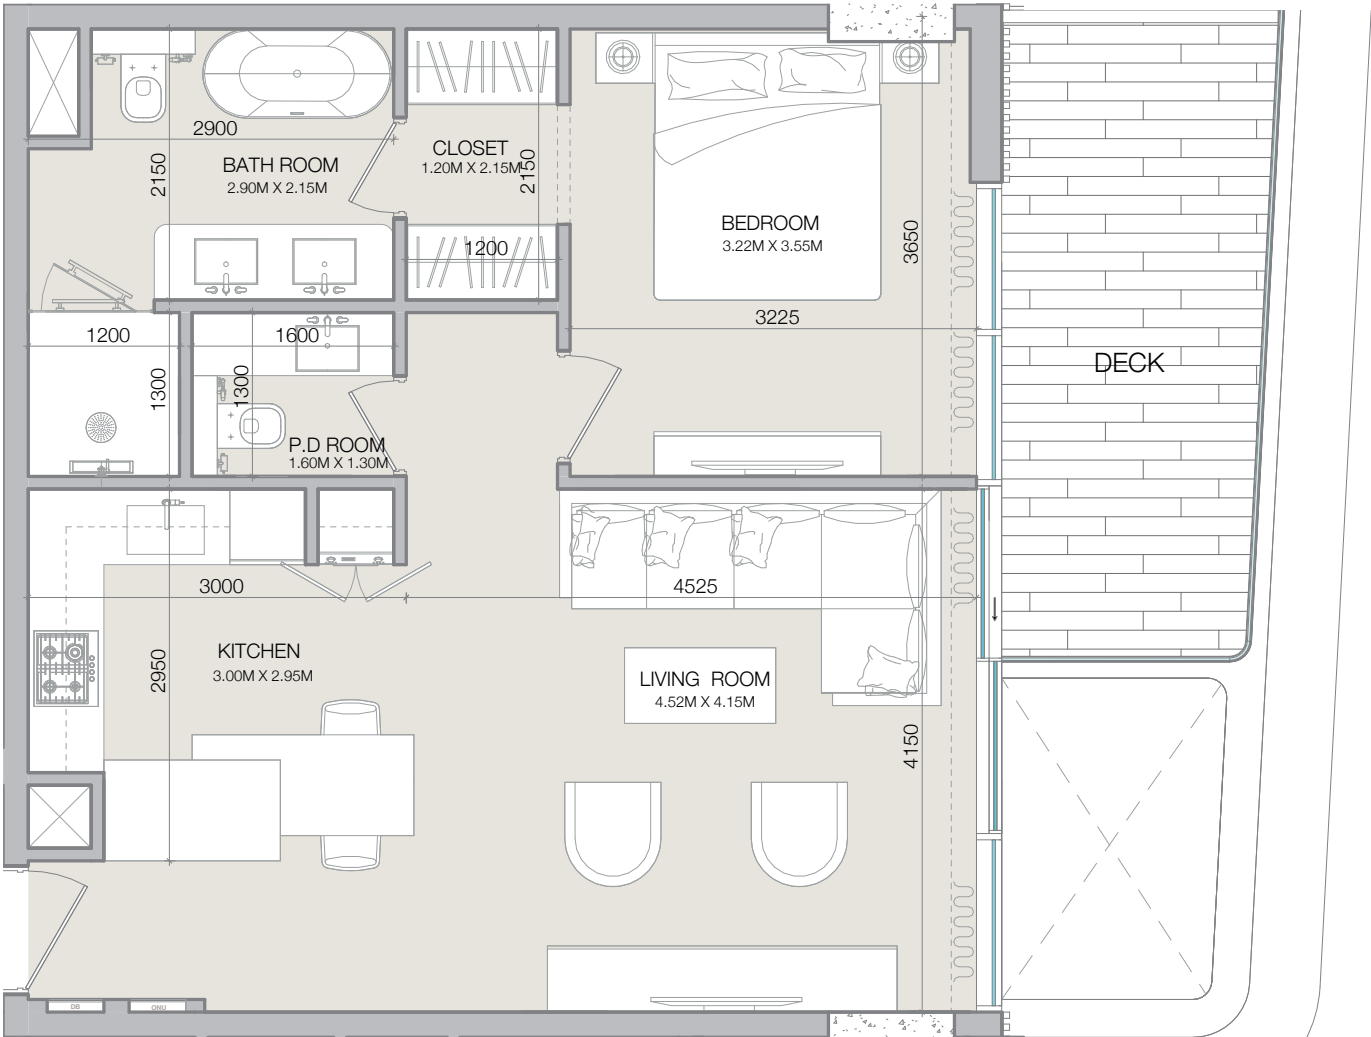 2900
2150
BATH ROOM
2.90M X 2.15M
CLOSET
1.20M X 2.15M
2150
1200
BEDROOM
3.22M X 3.55M
3650
3225
DECK
1200
1300
1600
1300
P.D ROOM
1.60M X 1.30M
3000
4525
KITCHEN
3.00M X 2.95M
2950
LIVING ROOM
4.52M X 4.15M
4150
DB
ONU